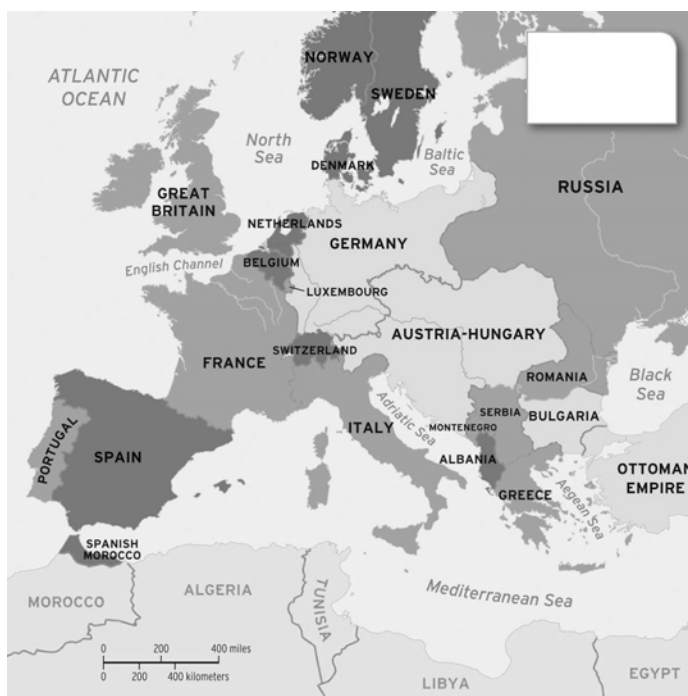 NORWAY
ATLANTIC
OCEAN
SWEDEN
North
Sea
DENMARK
Baltic
Sea
RUSSIA
GREAT
BRITAIN
NETHERLANDS
GERMANY
BELGIUM
English Channel
LUXEMBOURG
AUSTRIA-HUNGARY
SWITZERLAND
FRANCE
ROMANIA
Black
Sea
Adriatic Sea
SERBIA
BULGARIA
MONTENEGRO
ITALY
PORTUGAL
SPAIN
ALBANIA
OTTOMAN
EMPIRE
GREECE
Aegean Sea
SPANISH
MOROCCO
ALGERIA
MOROCCO
TUNISIA
Mediterranean Sea
0 200 400 miles
0 200 400 kilometers
LIBYA
EGYPT